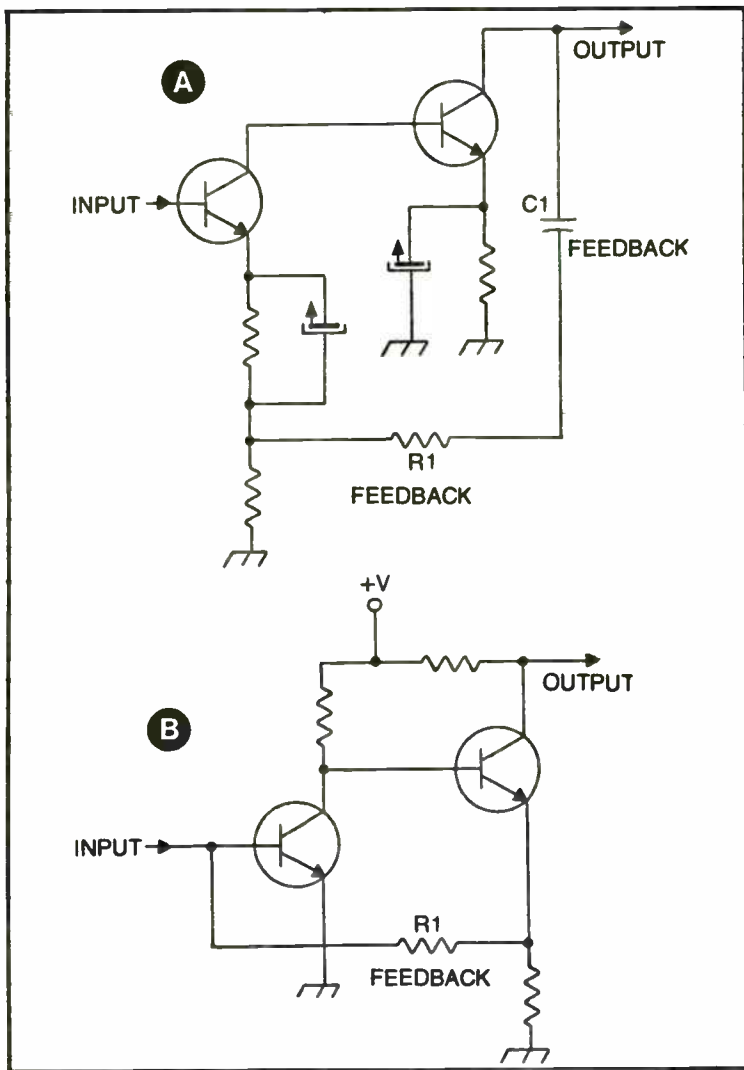 A
OUTPUT
INPUT
C1
FEEDBACK
R1
FEEDBACK
+V
OUTPUT
B
INPUT
R1
FEEDBACK